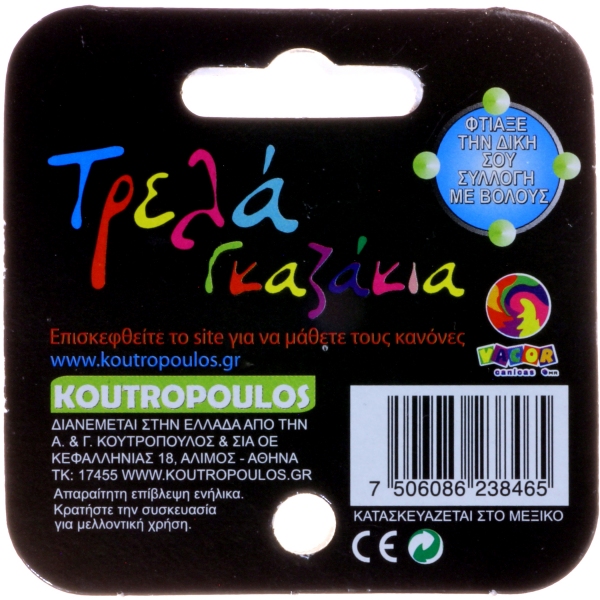 ΦΤΙΑΞΕ
ΤΗΝ ΔΙΚΗ
ΣΟΥ
ΣΥΛΛΟΓΗ
ΜΕ ΒΟΛΟΥΣ
Τρελά
γκαζάκια
Επισκεφθείτε το site για να μάθετε τους κανόνες
www.koutropoulos.gr
VACOR
canicas
KOUTROPOULOS
ΔΙΑΝΕΜΕΤΑΙ ΣΤΗΝ ΕΛΛΑΔΑ ΑΠΟ ΤΗΝ
Α. & Γ. ΚΟΥΤΡΟΠΟΥΛΟΣ & ΣΙΑ ΟΕ
ΚΕΦΑΛΛΗΝΙΑΣ 18, ΑΛΙΜΟΣ - ΑΘΗΝΑ
ΤΚ: 17455 WWW.KOUTROPOULOS.GR
Απαραίτητη επίβλεψη ενήλικα.
Κρατήστε την συσκευασία
για μελλοντική χρήση.
7 506086 238465
ΚΑΤΑΣΚΕΥΑΖΕΤΑΙ ΣΤΟ ΜΕΞΙΚΟ
CE